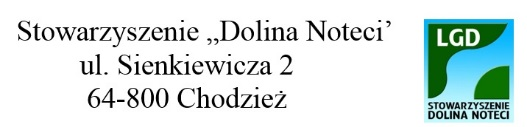 Stowarzyszenie „Dolina Noteci’
ul. Sienkiewicza 2
64-800 Chodzież
LGD
STOWARZYSZENIE
DOLINA NOTECI